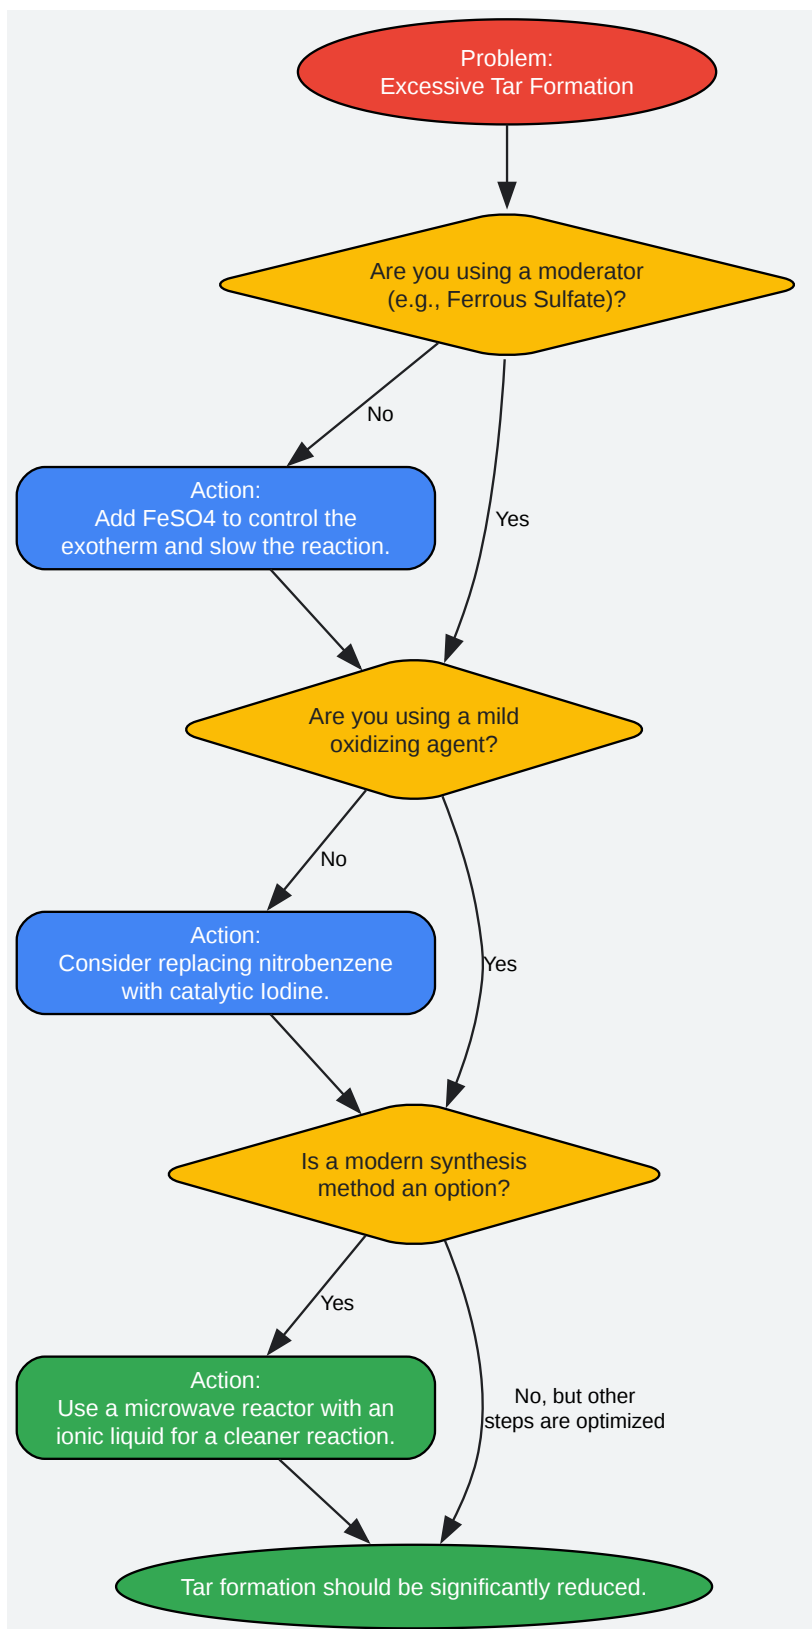 Problem:
Excessive Tar Formation
Are you using a moderator
(e.g., Ferrous Sulfate)?
No
Action:
Add FeSO4 to control the
exotherm and slow the reaction.
Yes
Are you using a mild
oxidizing agent?
No
Action:
Consider replacing nitrobenzene
with catalytic Iodine.
Yes
Is a modern synthesis
method an option?
Yes
Action:
Use a microwave reactor with an
ionic liquid for a cleaner reaction.
No, but other
steps are optimized
Tar formation should be significantly reduced.